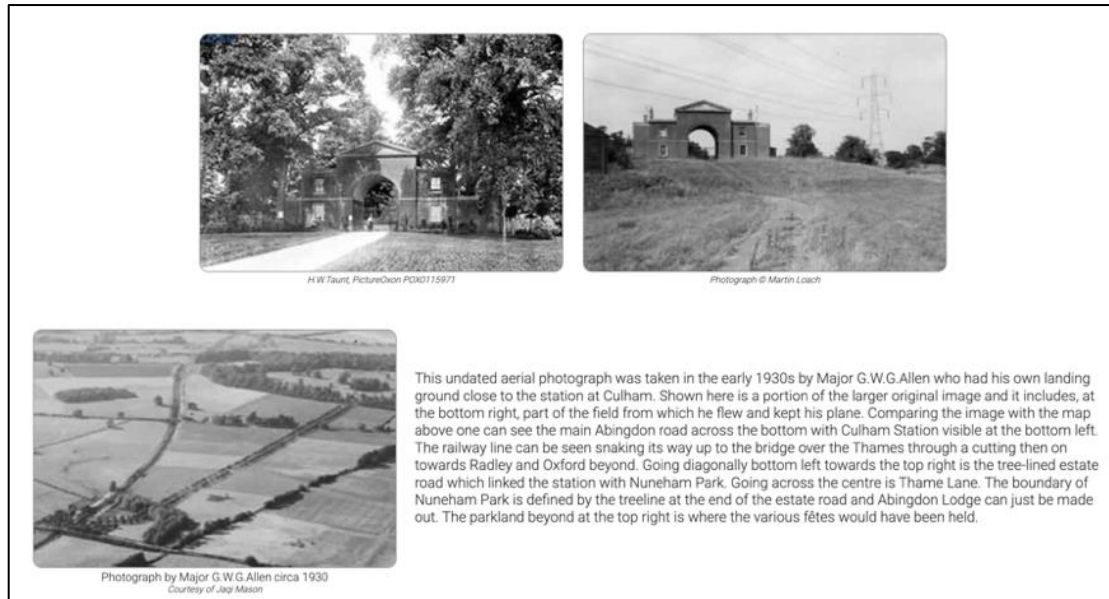 H.W.Taunt, PictureOxon POX0115971
Photograph © Martin Loach
This undated aerial photograph was taken in the early 1930s by Major G.W.G.Allen who had his own landing
ground close to the station at Culham. Shown here is a portion of the larger original image and it includes, at
the bottom right, part of the field from which he flew and kept his plane. Comparing the image with the map
above one can see the main Abingdon road across the bottom with Culham Station visible at the bottom left.
The railway line can be seen snaking its way up to the bridge over the Thames through a cutting then on
towards Radley and Oxford beyond. Going diagonally bottom left towards the top right is the tree-lined estate
road which linked the station with Nuneham Park. Going across the centre is Thame Lane. The boundary of
Nuneham Park is defined by the treeline at the end of the estate road and Abingdon Lodge can just be made
out. The parkland beyond at the top right is where the various fêtes would have been held.
Photograph by Major G.W.G.Allen circa 1930
Courtesy of Jaqi Mason